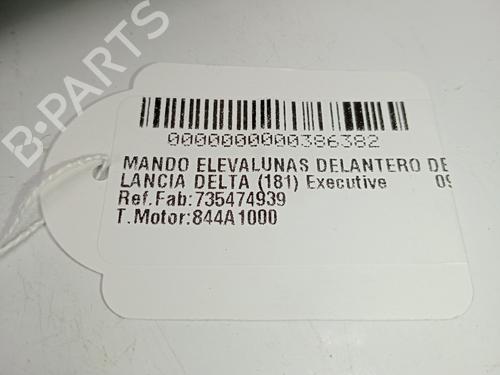 B-PARTS
0000000000386382
MANDO ELEVALUNAS DELANTERO DE
LANCIA DELTA (181) Executive 09
Ref.Fab:735474939
T.Motor:844A1000